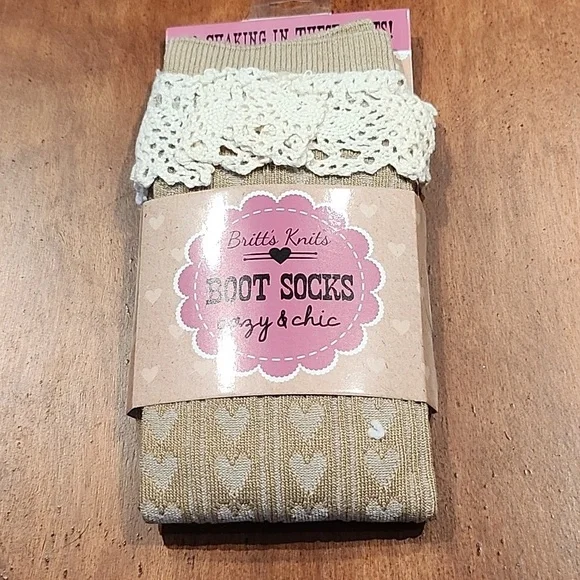 SHAKING IN THESE
Britt's Knits
BOOT SOCKS
cozy & chic